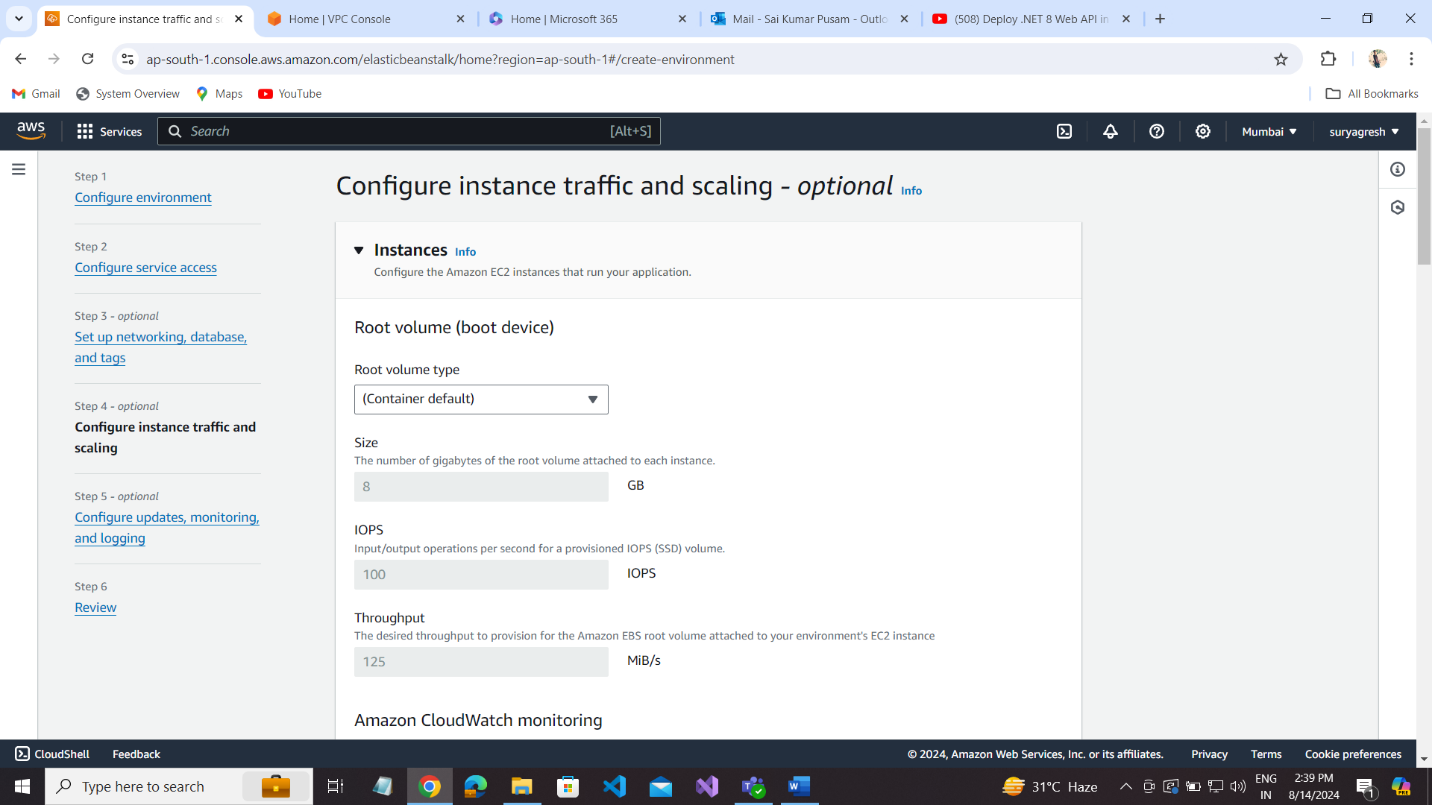 Configure instance traffic and s
Home | VPC Console
Home | Microsoft 365
Mail - Sai Kumar Pusam - Outlo
(508) Deploy .NET 8 Web API in
ap-south-1.console.aws.amazon.com/elasticbeanstalk/home?region=ap-south-1#/create-environment
Gmail
System Overview
Maps
YouTube
All Bookmarks
aws
Services
Search
[Alt+S]
Mumbai
suryagresh
Step 1
Configure environment
Step 2
Configure service access
Step 3 - optional
Set up networking, database,
and tags
Step 4 - optional
Configure instance traffic and
scaling
Step 5 - optional
Configure updates, monitoring,
and logging
Step 6
Review
Configure instance traffic and scaling - optional Info
Instances Info
Configure the Amazon EC2 instances that run your application.
Root volume (boot device)
Root volume type
(Container default)
Size
The number of gigabytes of the root volume attached to each instance.
8 GB
IOPS
Input/output operations per second for a provisioned IOPS (SSD) volume.
100 IOPS
Throughput
The desired throughput to provision for the Amazon EBS root volume attached to your environment's EC2 instance
125 MiB/s
Amazon CloudWatch monitoring
CloudShell
Feedback
© 2024, Amazon Web Services, Inc. or its affiliates.
Privacy
Terms
Cookie preferences
Type here to search
31°C Haze
ENG
IN
2:39 PM
8/14/2024
1